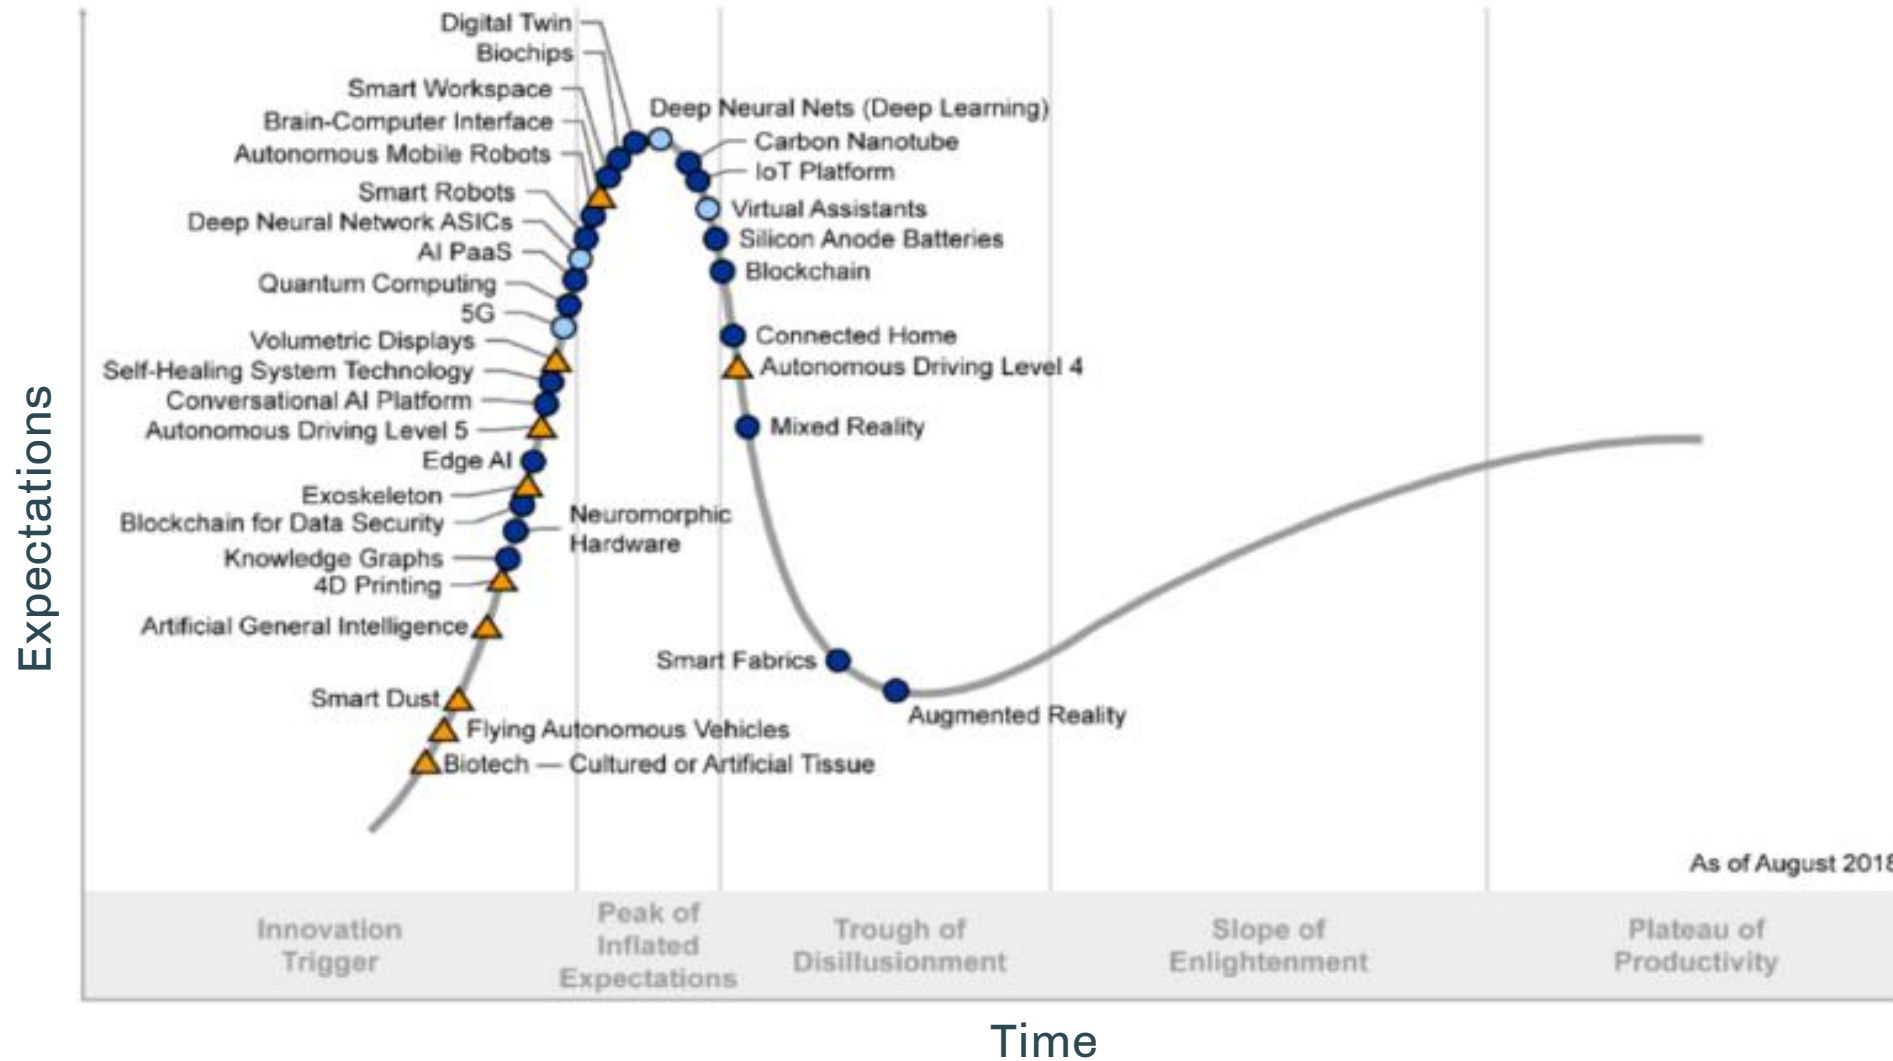 Digital Twin
Biochips
Smart Workspace
Brain-Computer Interface
Autonomous Mobile Robots
Smart Robots
Deep Neural Network ASICs
AI PaaS
Quantum Computing
5G
Volumetric Displays
Self-Healing System Technology
Conversational AI Platform
Autonomous Driving Level 5
Edge AI
Exoskeleton
Blockchain for Data Security
Neuromorphic
Hardware
Knowledge Graphs
4D Printing
Artificial General Intelligence
Smart Dust
Flying Autonomous Vehicles
Biotech — Cultured or Artificial Tissue
Deep Neural Nets (Deep Learning)
Carbon Nanotube
IoT Platform
Virtual Assistants
Silicon Anode Batteries
Blockchain
Connected Home
Autonomous Driving Level 4
Mixed Reality
Smart Fabrics
Augmented Reality
Expectations
As of August 2018
Innovation
Trigger
Peak of
Inflated
Expectations
Trough of
Disillusionment
Slope of
Enlightenment
Plateau of
Productivity
Time